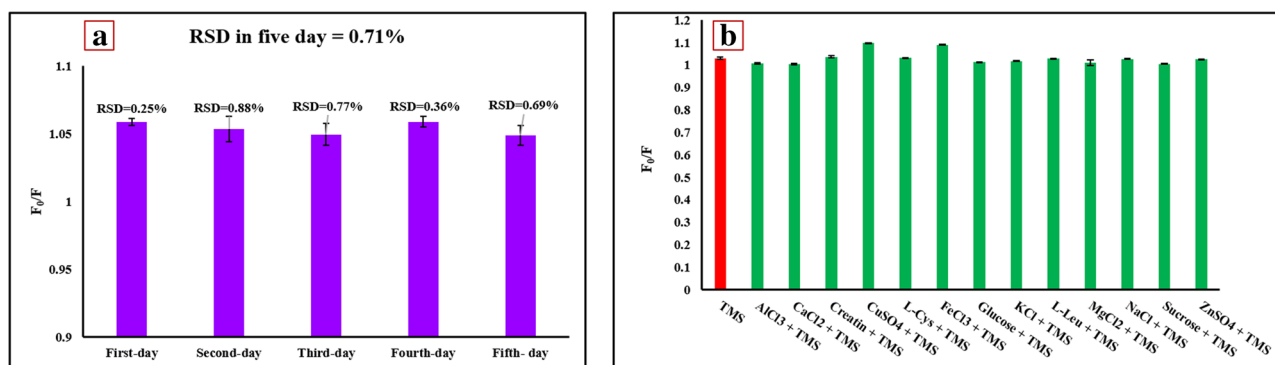 a
RSD in five day = 0.71%
1.1
1.05
1
0.95
0.9
F0/F
RSD=0.25%
RSD=0.88%
RSD=0.77%
RSD=0.36%
RSD=0.69%
First-day
Second-day
Third-day
Fourth-day
Fifth- day
b
1.2
1.1
1
0.9
0.8
0.7
0.6
0.5
0.4
0.3
0.2
0.1
0
F0/F
TMS
AlCl3 + TMS
CaCl2 + TMS
Creatin + TMS
CuSO4 + TMS
L-Cys + TMS
FeCl3 + TMS
Glucose + TMS
KCl + TMS
L-Leu + TMS
MgCl2 + TMS
NaCl + TMS
Sucrose + TMS
ZnSO4 + TMS